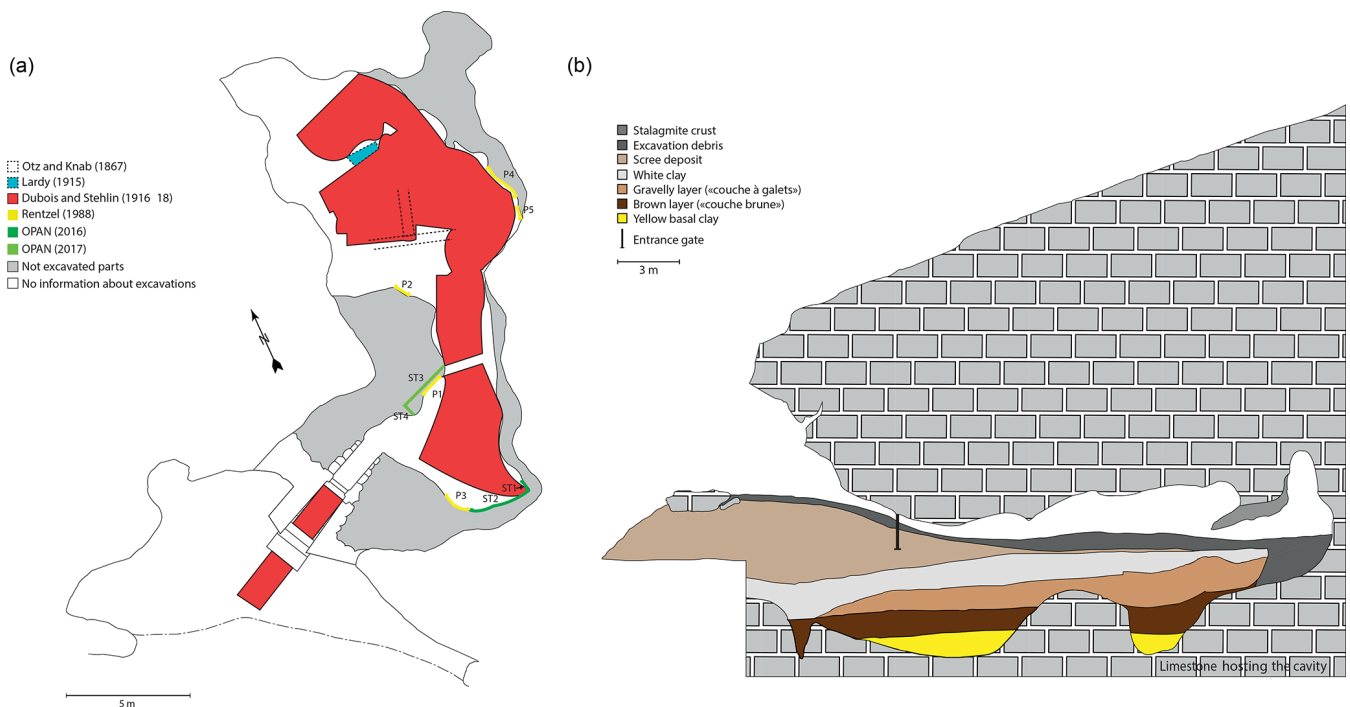 (a)
Otz and Knab (1867)
Lardy (1915)
Dubois and Stehlin (1916 18)
Rentzel (1988)
OPAN (2016)
OPAN (2017)
Not excavated parts
No information about excavations
N
P4
P5
P2
ST3
P1
ST4
ST1
P3
ST2
5 m
(b)
Stalagmite crust
Excavation debris
Scree deposit
White clay
Gravelly layer («couche à galets»)
Brown layer («couche brune»)
Yellow basal clay
Entrance gate
3 m
Limestone hosting the cavity